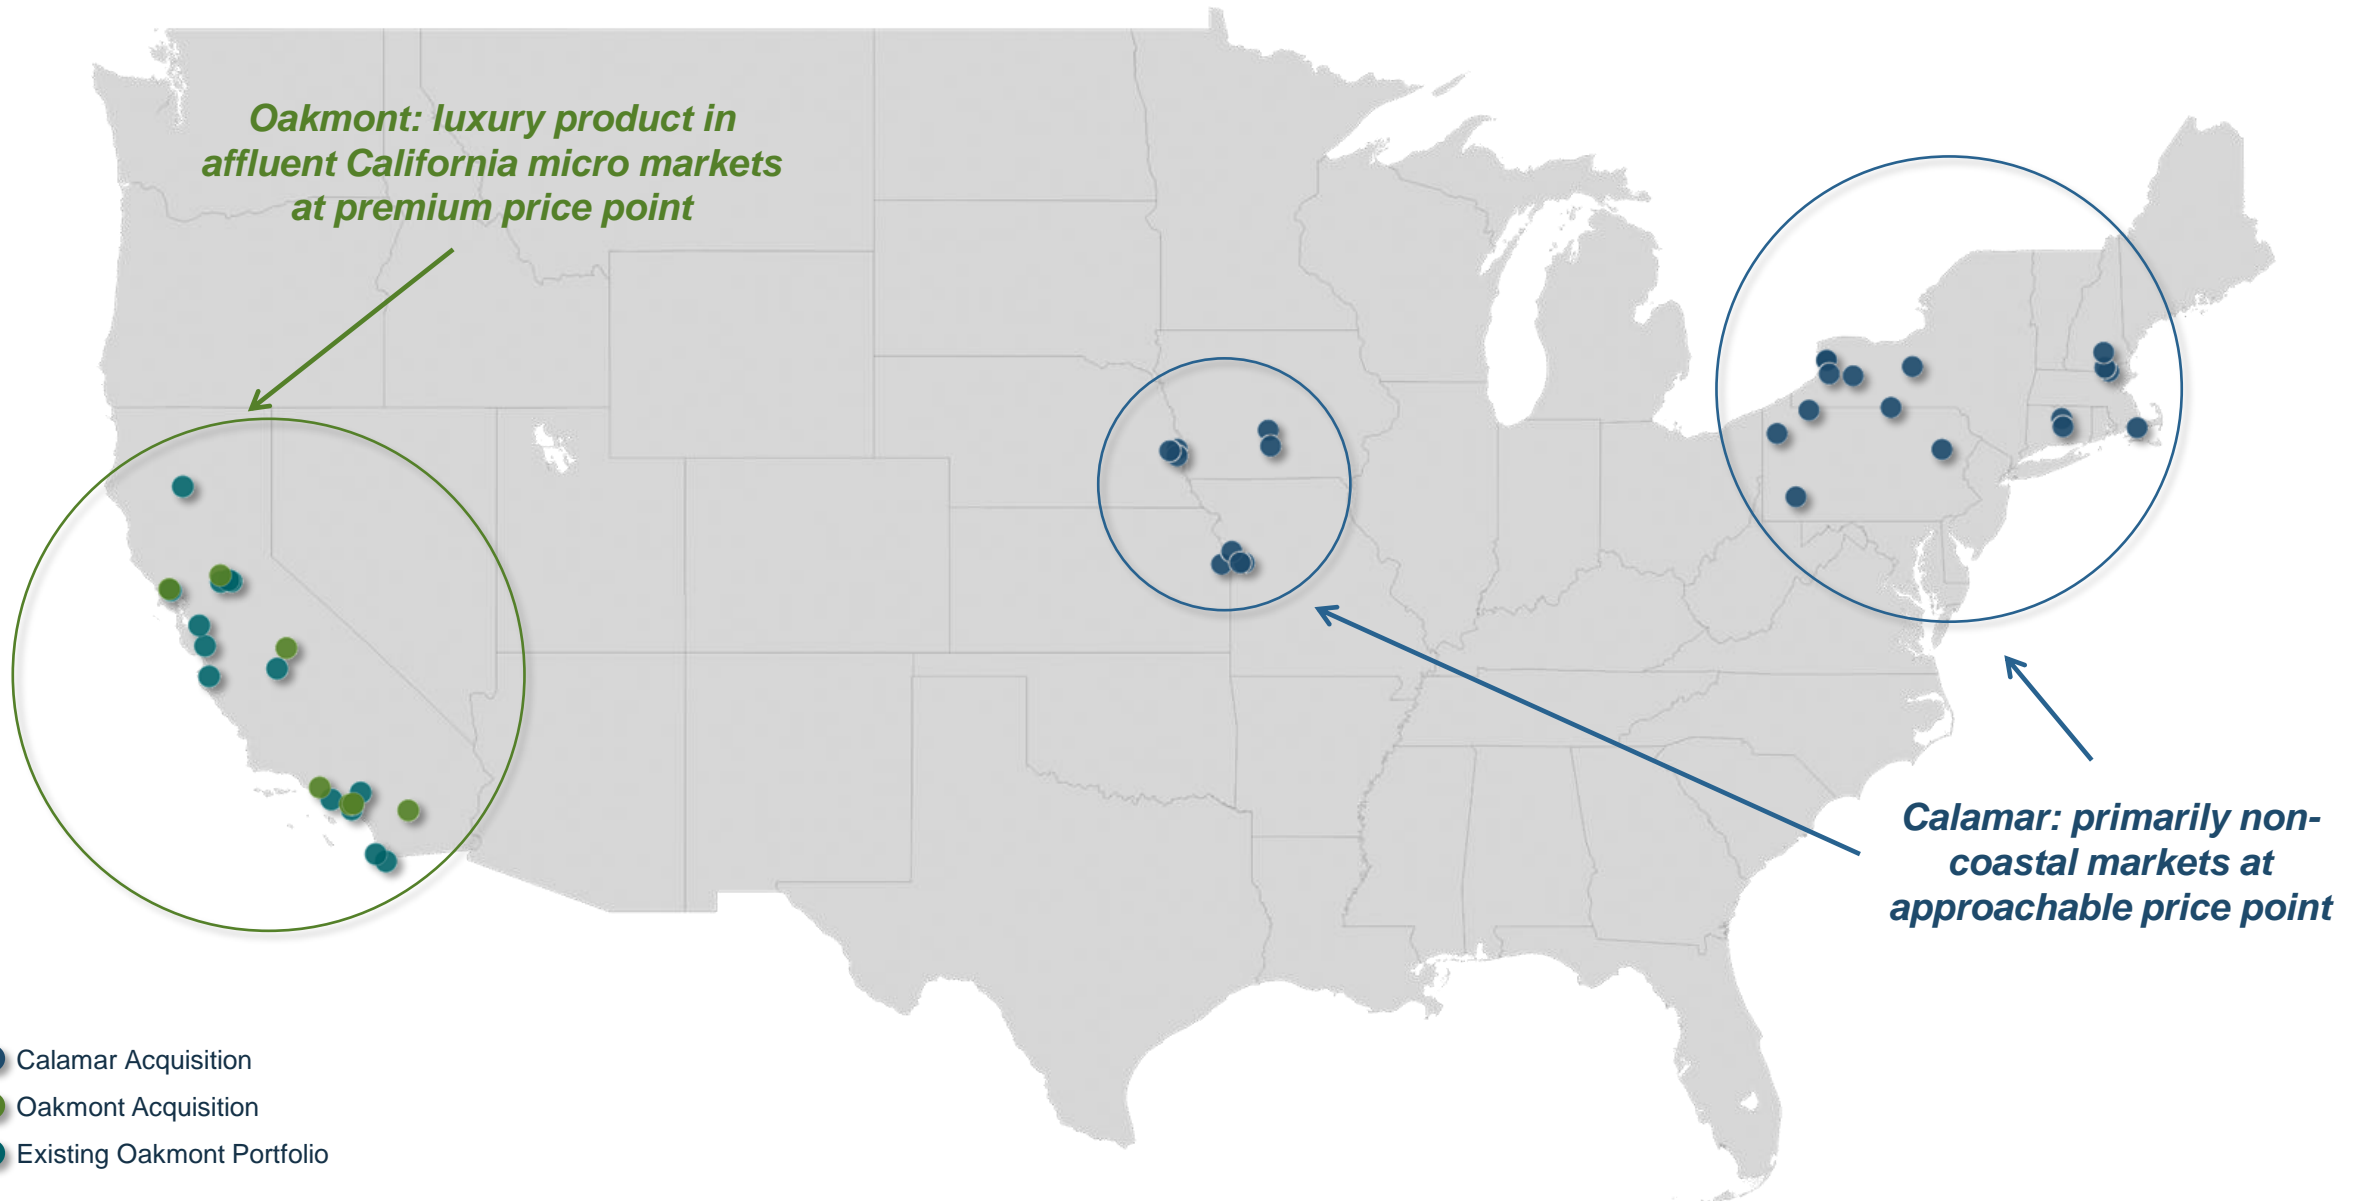 Oakmont: luxury product in
affluent California micro markets
at premium price point
Calamar: primarily non-
coastal markets at
approachable price point
Calamar Acquisition
Oakmont Acquisition
Existing Oakmont Portfolio